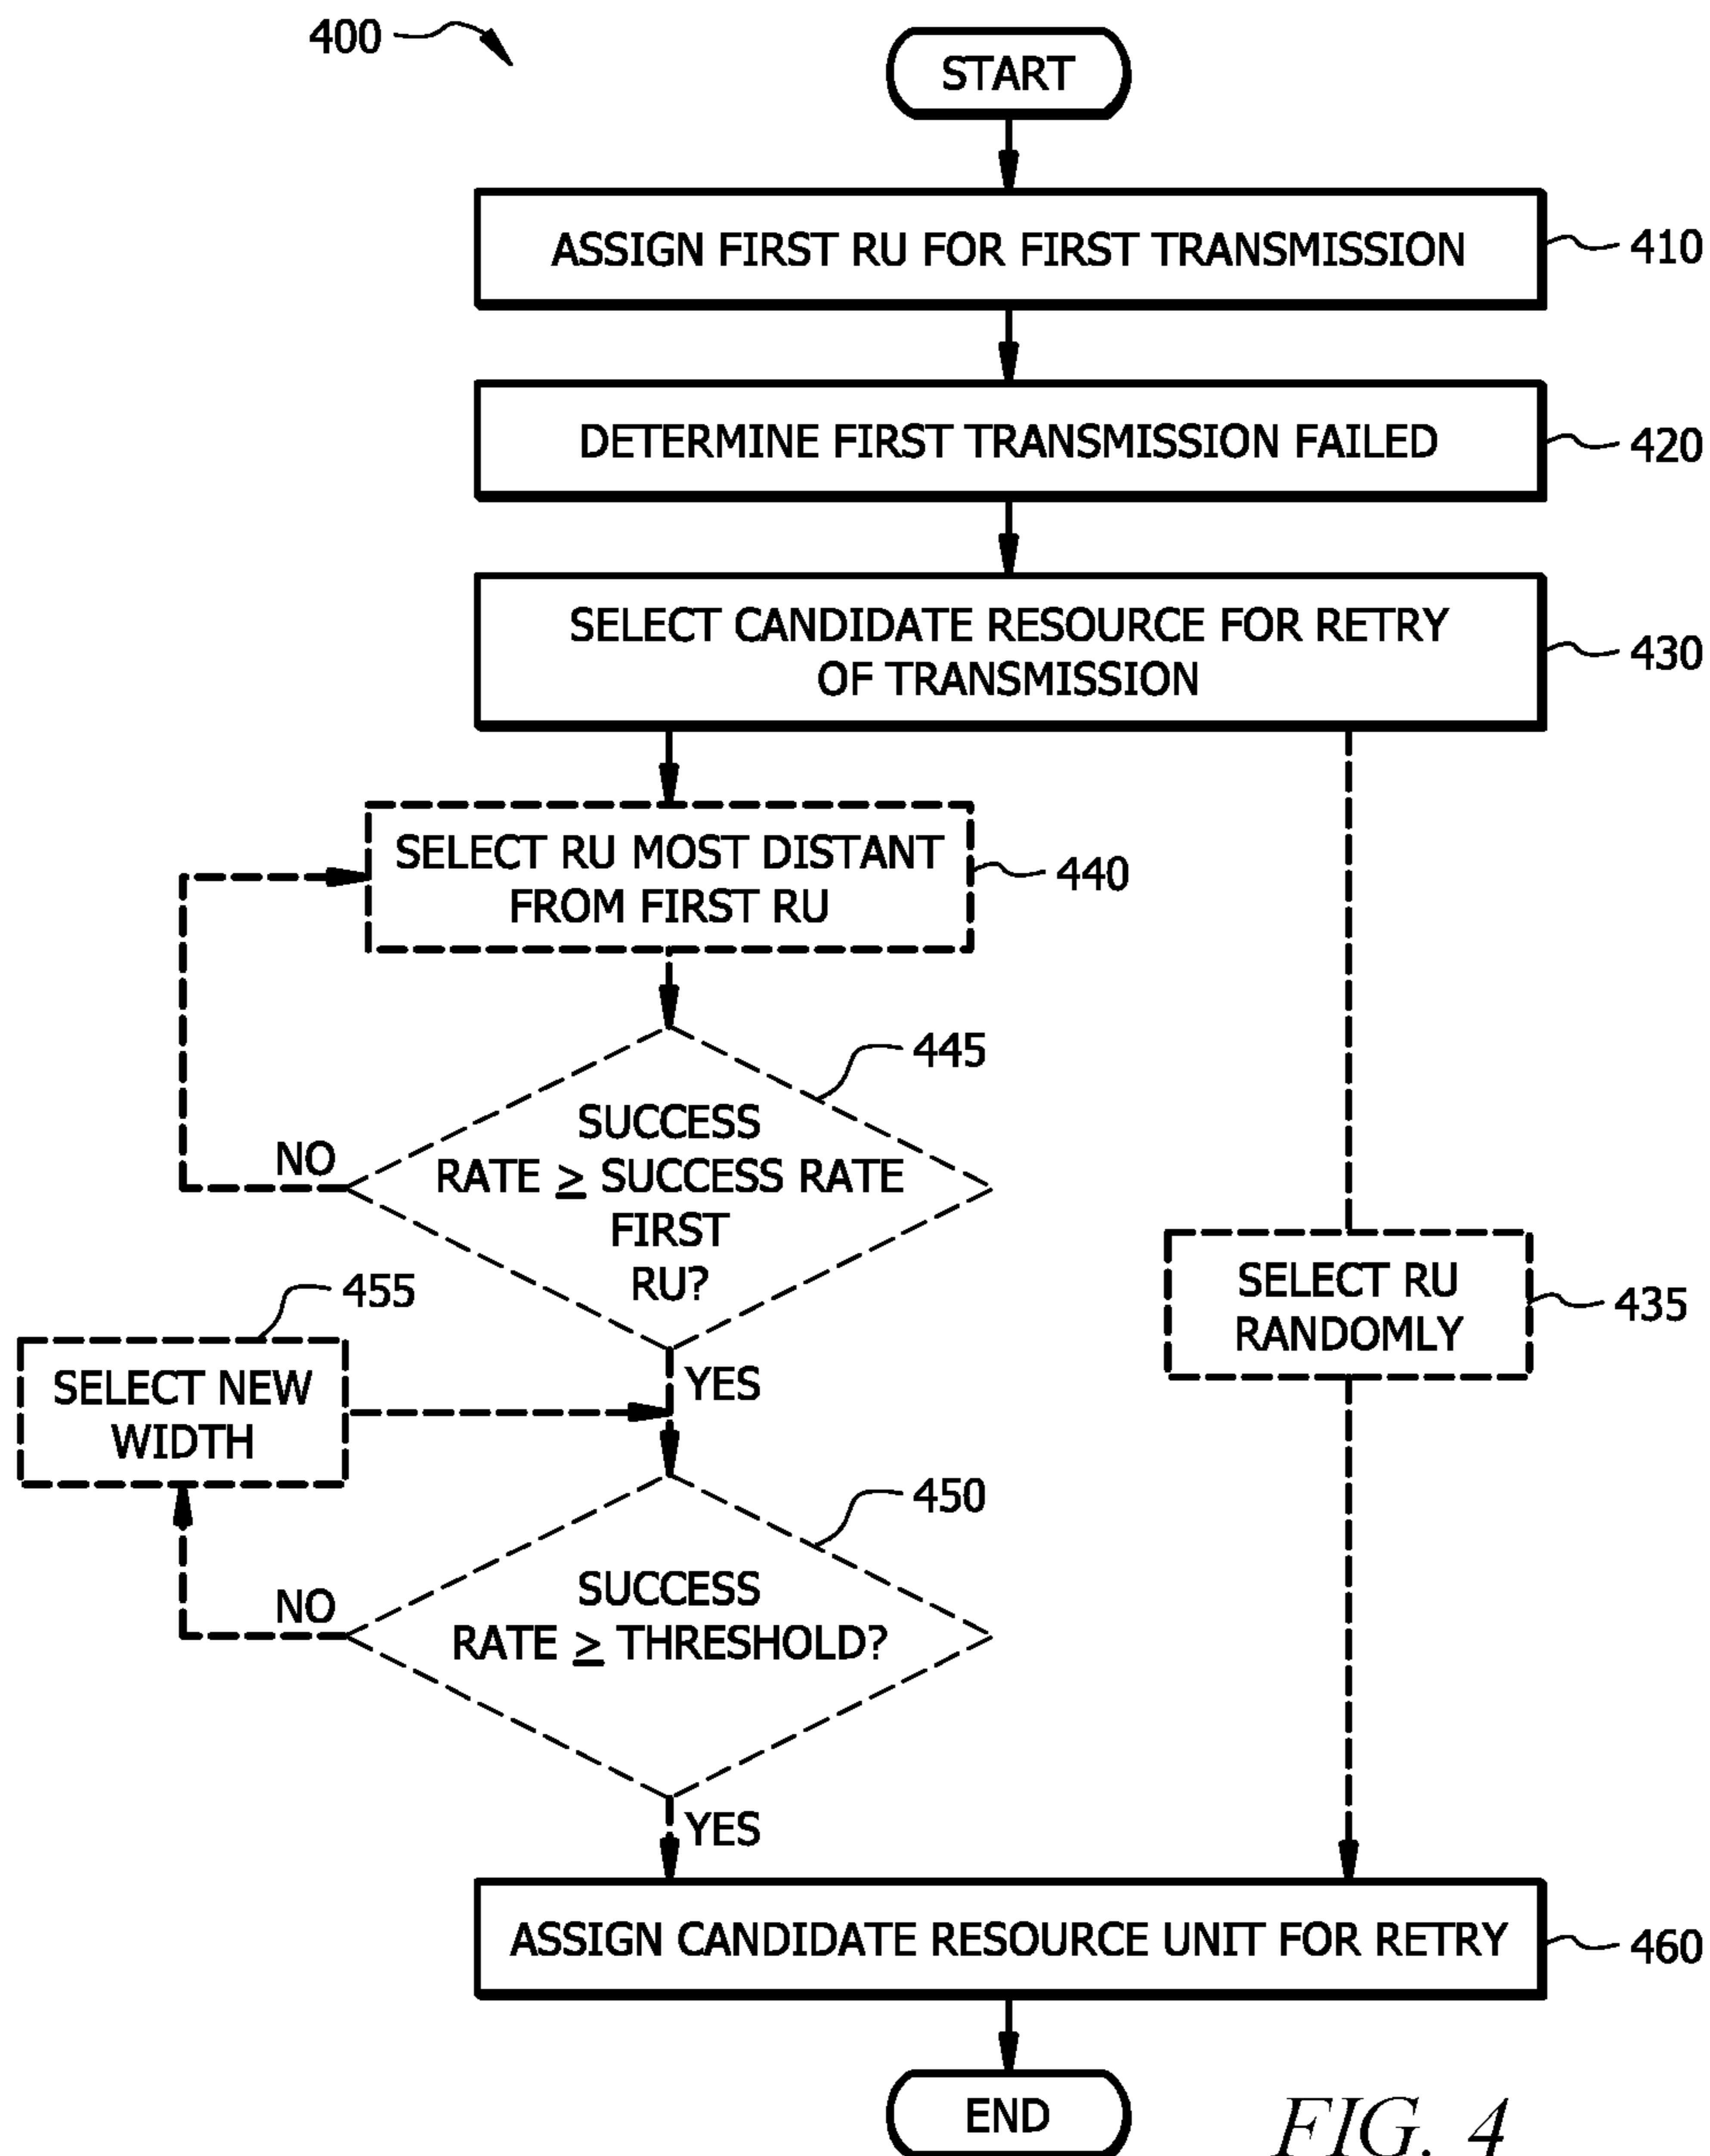 400
START
ASSIGN FIRST RU FOR FIRST TRANSMISSION
410
DETERMINE FIRST TRANSMISSION FAILED
420
SELECT CANDIDATE RESOURCE FOR RETRY
OF TRANSMISSION
430
SELECT RU MOST DISTANT
FROM FIRST RU
440
445
SUCCESS
RATE ≥ SUCCESS RATE
FIRST
RU?
NO
YES
SELECT RU
RANDOMLY
435
455
SELECT NEW
WIDTH
450
SUCCESS
RATE ≥ THRESHOLD?
NO
YES
ASSIGN CANDIDATE RESOURCE UNIT FOR RETRY
460
END
FIG. 4